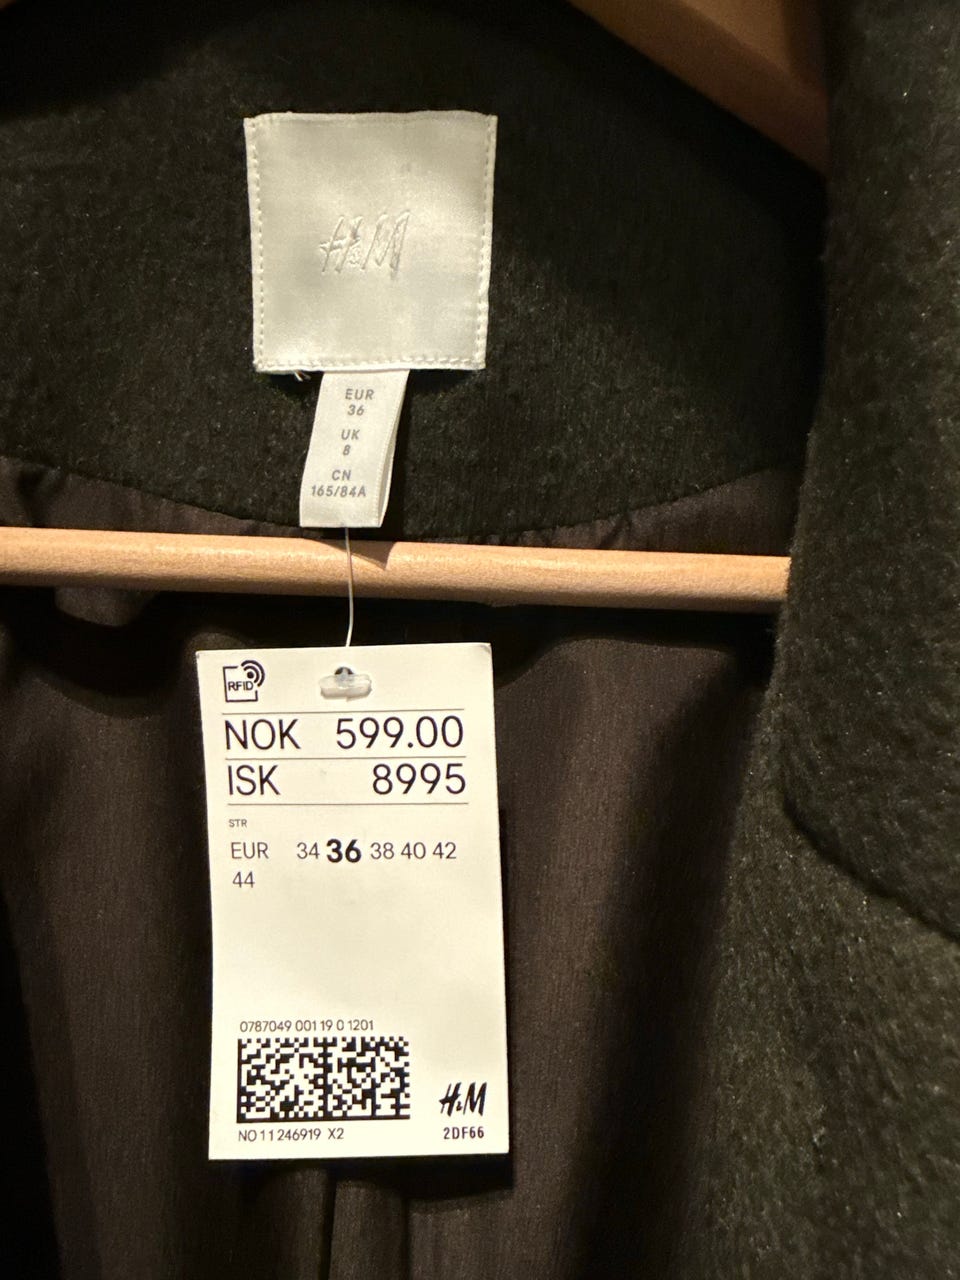 H&M
EUR
36
UK
8
CN
165/84A
RFID
NOK 599.00
ISK 8995
STR
EUR 34 36 38 40 42
44
0787049 001 19 0 1201
H&M
NO 11 246919 X2
2DF66